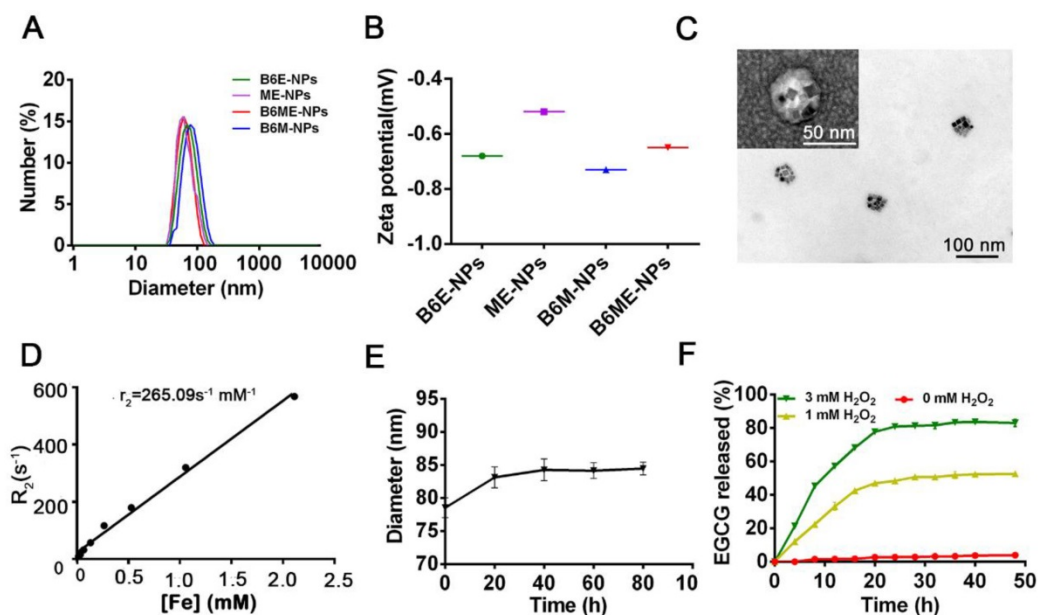 A
B6E-NPs
ME-NPs
B6ME-NPs
B6M-NPs
Number (%)
20
15
10
5
0
1
10
100
1000
10000
Diameter (nm)
B
Zeta potential(mV)
-0.4
-0.6
-0.8
-1.0
B6E-NPs
ME-NPs
B6M-NPs
B6ME-NPs
C
50 nm
100 nm
D
r₂=265.09s⁻¹ mM⁻¹
R₂(s⁻¹)
600
400
200
0
0
0.5
1.0
1.5
2.0
2.5
[Fe] (mM)
E
Diameter (nm)
95
90
85
80
75
70
0
20
40
60
80
10
Time (h)
F
3 mM H₂O₂
0 mM H₂O₂
1 mM H₂O₂
EGCG released (%)
100
80
60
40
20
0
0
10
20
30
40
50
Time (h)